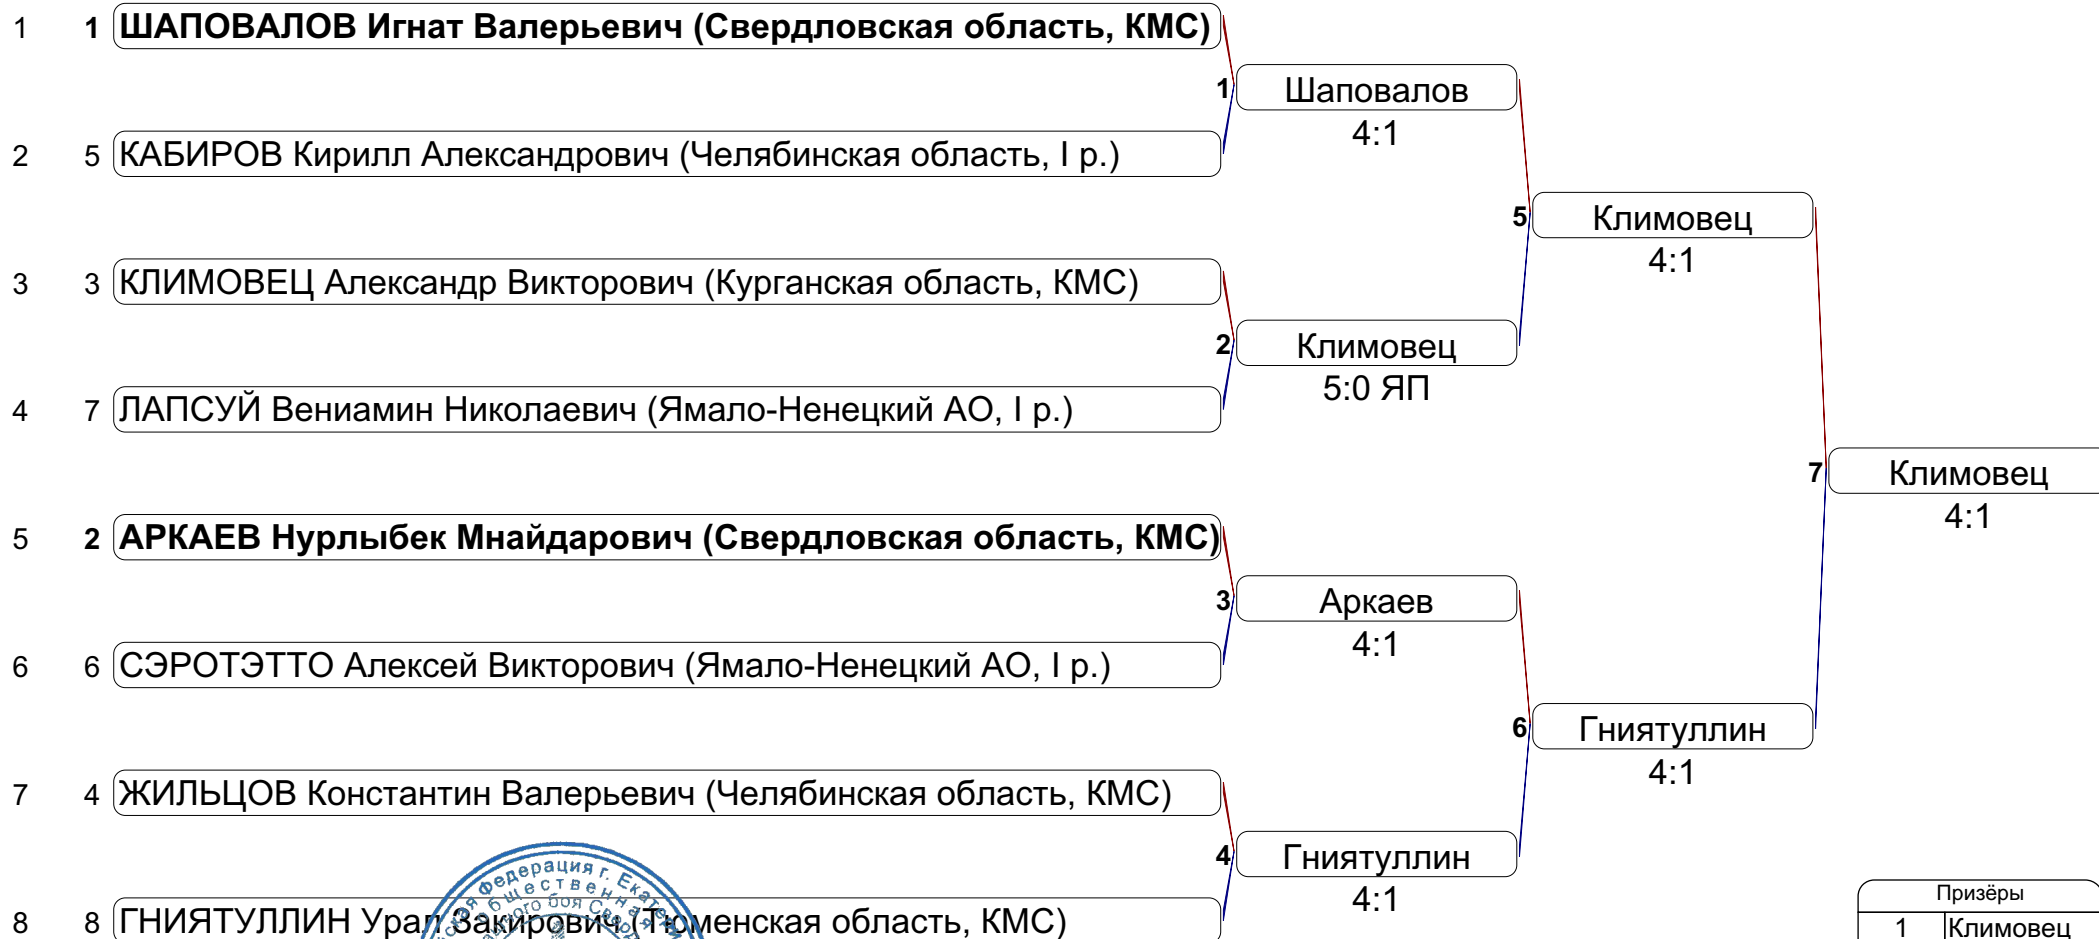 1 1 ШАПОВАЛОВ Игнат Валерьевич (Свердловская область, КМС)
1 Шаповалов
4:1
2 5 КАБИРОВ Кирилл Александрович (Челябинская область, I р.)
5 Климовец
4:1
3 3 КЛИМОВЕЦ Александр Викторович (Курганская область, КМС)
2 Климовец
5:0 ЯП
4 7 ЛАПСУЙ Вениамин Николаевич (Ямало-Ненецкий АО, I р.)
7 Климовец
4:1
5 2 АРКАЕВ Нурлыбек Мнайдарович (Свердловская область, КМС)
3 Аркаев
4:1
6 6 СЭРОТЭТТО Алексей Викторович (Ямало-Ненецкий АО, I р.)
6 Гниятуллин
4:1
7 4 ЖИЛЬЦОВ Константин Валерьевич (Челябинская область, КМС)
4 Гниятуллин
4:1
8 8 ГНИЯТУЛЛИН Урал Закирович (Тюменская область, КМС)
Призёры
1 Климовец
федерация г.
общественная
боя